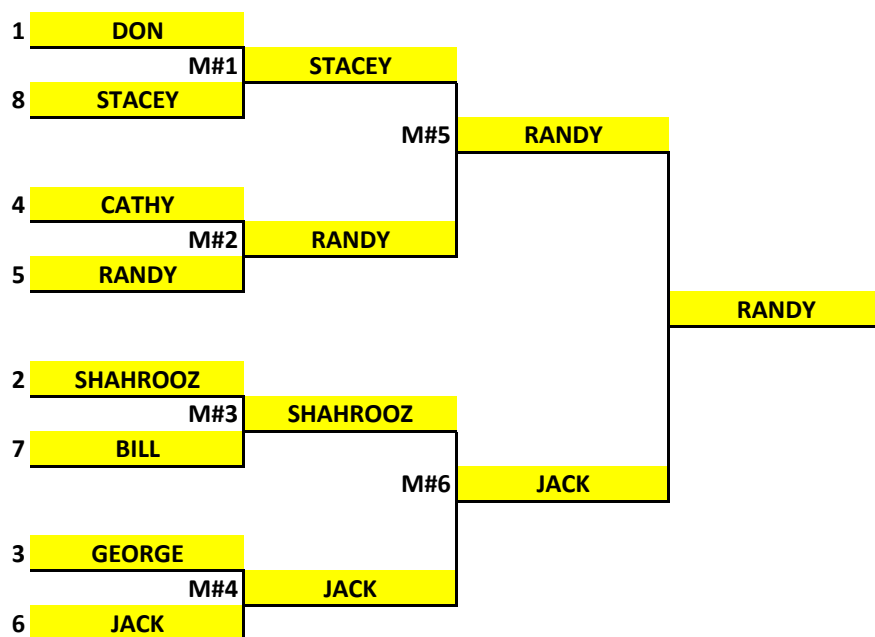 1 DON
M#1 STACEY
8 STACEY
M#5 RANDY
4 CATHY
M#2 RANDY
5 RANDY
RANDY
2 SHAHROOZ
M#3 SHAHROOZ
7 BILL
M#6 JACK
3 GEORGE
M#4 JACK
6 JACK